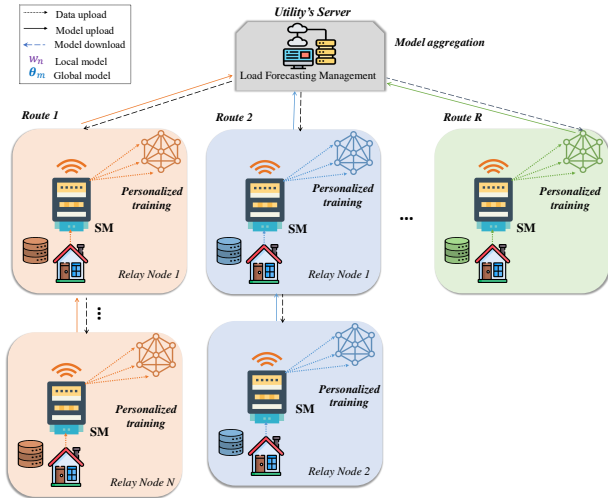 Data upload
Model upload
Model download
wn Local model
θm Global model
Utility's Server
Load Forecasting Management
Model aggregation
Route 1
Route 2
Route R
Personalized
training
SM
Relay Node 1
Personalized
training
SM
Relay Node 1
...
Personalized
training
SM
...
Personalized
training
SM
Relay Node N
Personalized
training
SM
Relay Node 2